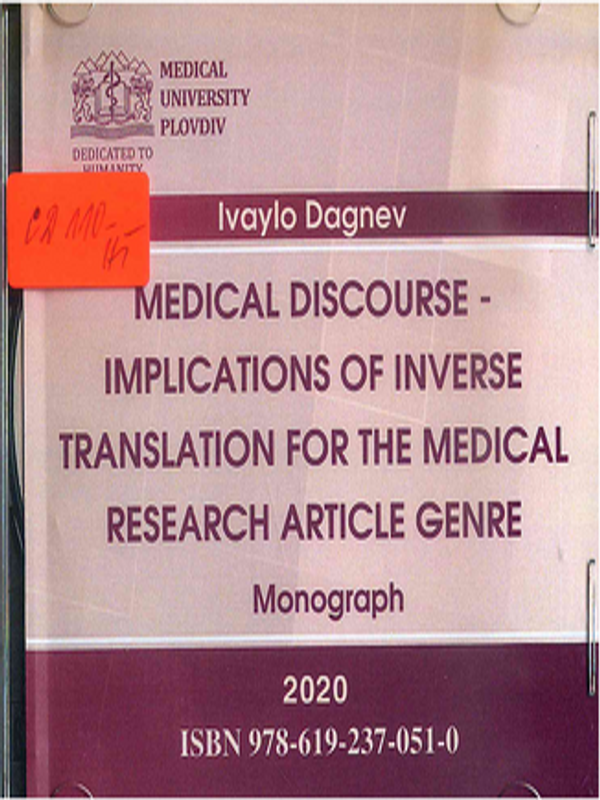 MEDICAL
UNIVERSITY
PLOVDIV
DEDICATED TO
HUMANITY
Ivaylo Dagnev
MEDICAL DISCOURSE -
IMPLICATIONS OF INVERSE
TRANSLATION FOR THE MEDICAL
RESEARCH ARTICLE GENRE
Monograph
2020
ISBN 978-619-237-051-0